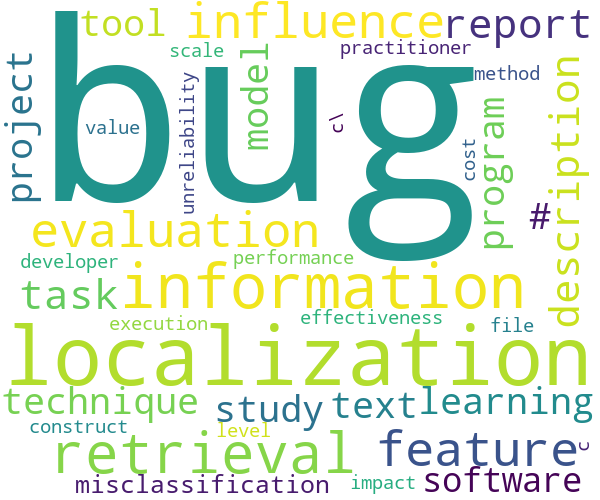 tool
influence
report
scale
practitioner
project
bug
model
method
value
unreliability
c\
cost
program
description
#
evaluation
developer
performance
task
information
execution
effectiveness
file
localization
technique
study
text
learning
construct
level
retrieval
feature
c
misclassification
impact
software